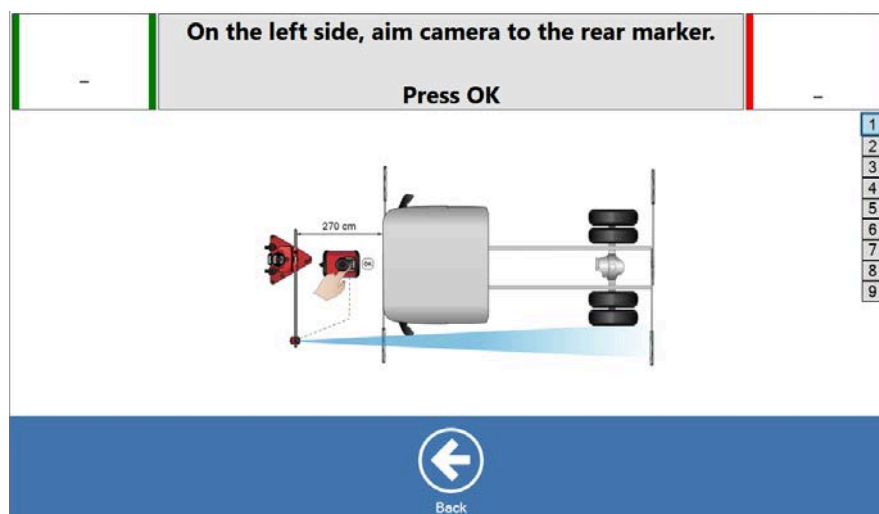 On the left side, aim camera to the rear marker.
Press OK
–
–
1
2
3
4
5
6
7
8
9
270 cm
OK
Back